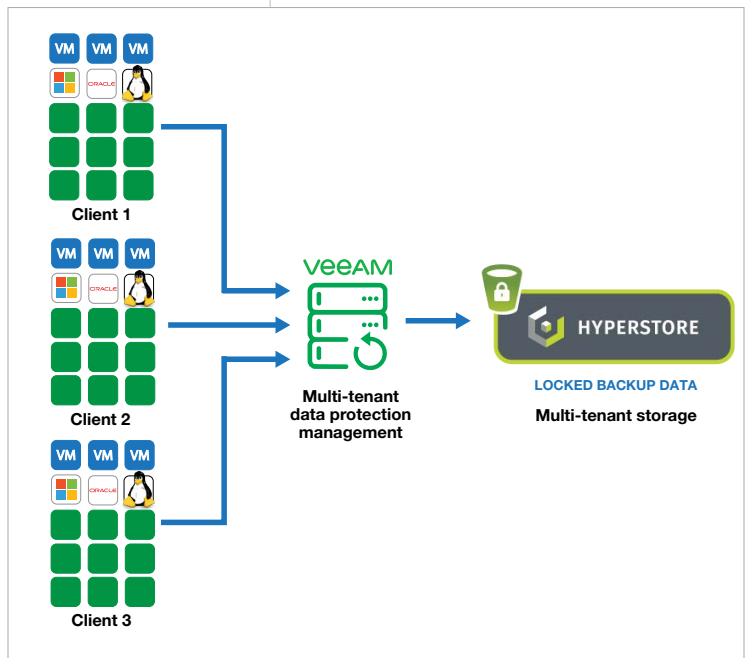 VM VM VM
ORACLE
Client 1
VM VM VM
ORACLE
Client 2
VM VM VM
ORACLE
Client 3
veeAM
Multi-tenant
data protection
management
HYPERSTORE
LOCKED BACKUP DATA
Multi-tenant storage